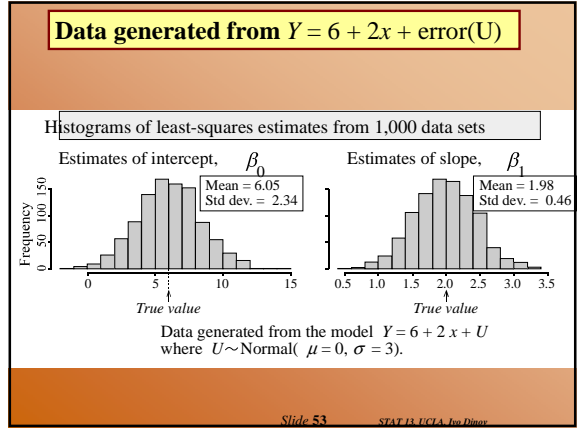 Data generated from Y = 6 + 2x + error(U)
Histograms of least-squares estimates from 1,000 data sets
Estimates of intercept, β0
Estimates of slope, β1
Mean = 6.05
Std dev. = 2.34
Mean = 1.98
Std dev. = 0.46
Frequency
0 50 100 150
0 5 10 15
0.5 1.0 1.5 2.0 2.5 3.0 3.5
True value
True value
Data generated from the model Y = 6 + 2 x + U
where U~Normal( μ = 0, σ = 3).
Slide 53
STAT 13, UCLA, Ivo Dinov